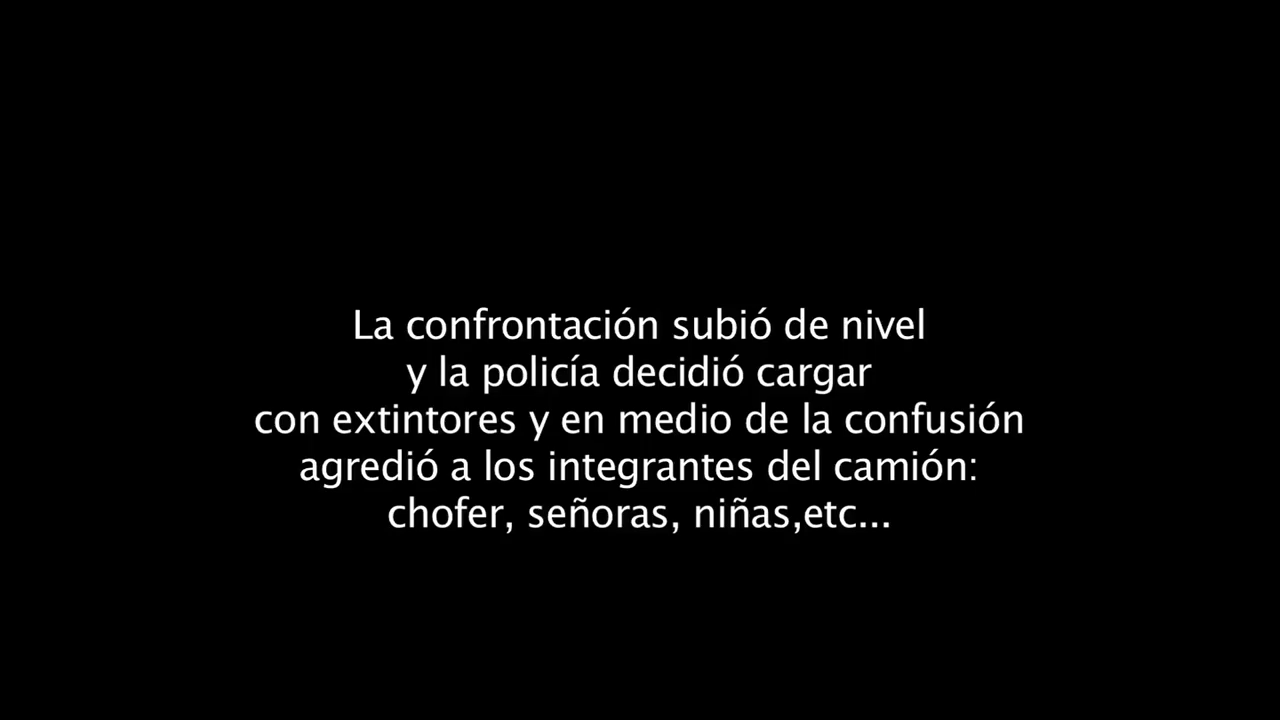 La confrontación subió de nivel
y la policía decidió cargar
con extintores y en medio de la confusión
agredió a los integrantes del camión:
chofer, señoras, niñas,etc...